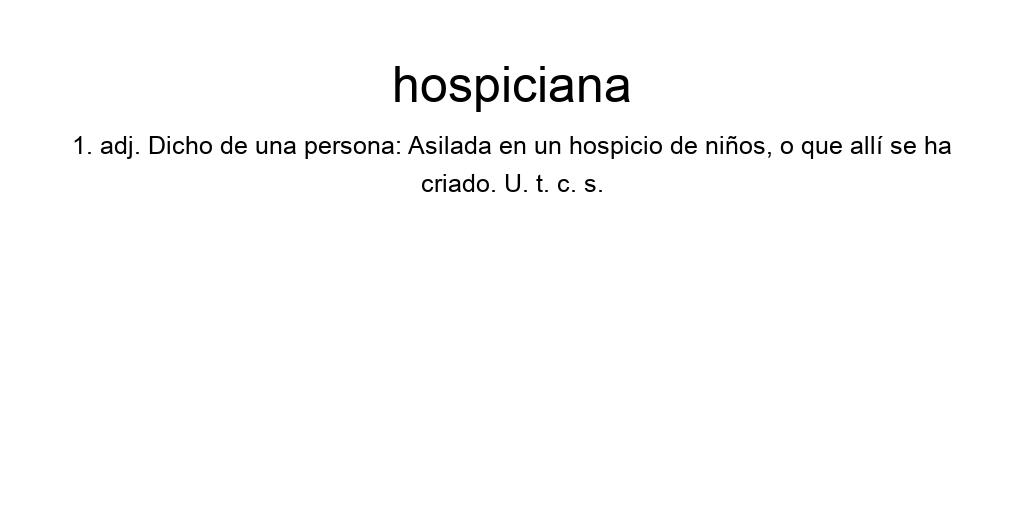 hospiciana
1. adj. Dicho de una persona: Asilada en un hospicio de niños, o que allí se ha
criado. U. t. c. s.